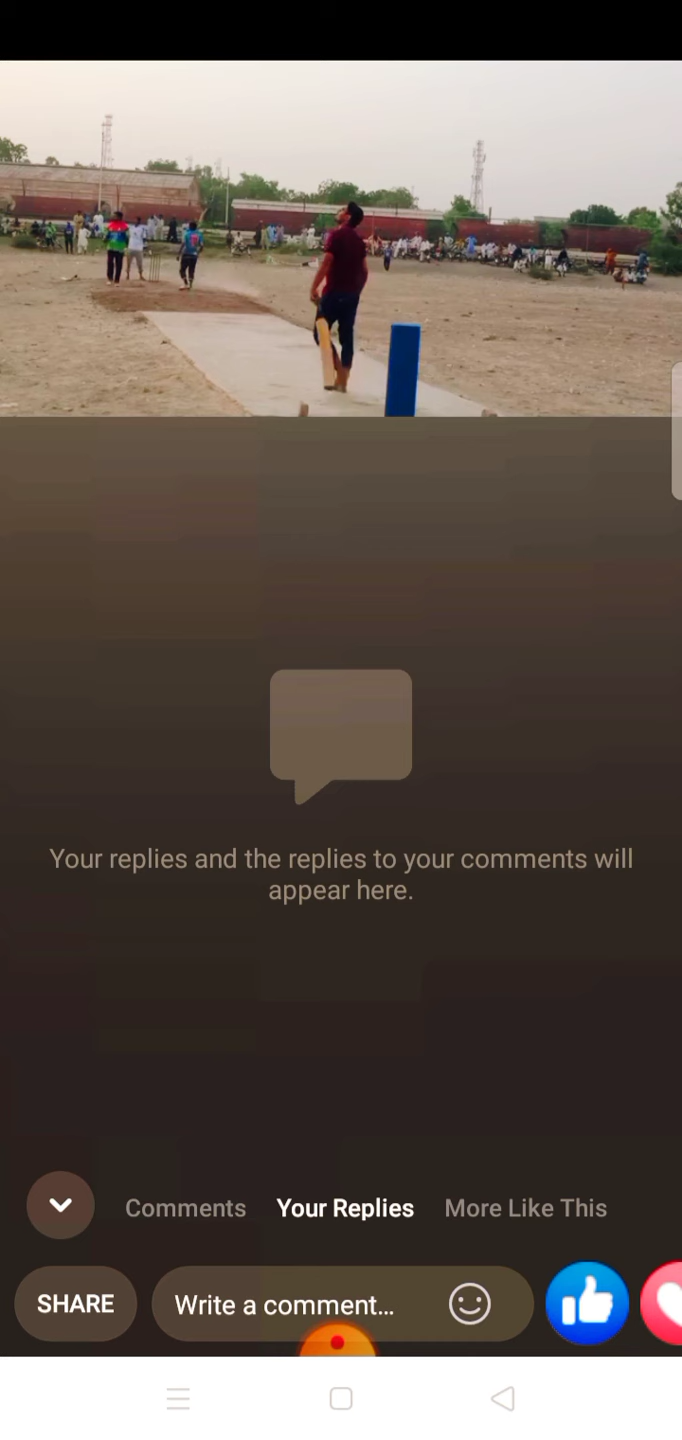 Your replies and the replies to your comments will
appear here.
Comments Your Replies More Like This
SHARE Write a comment...